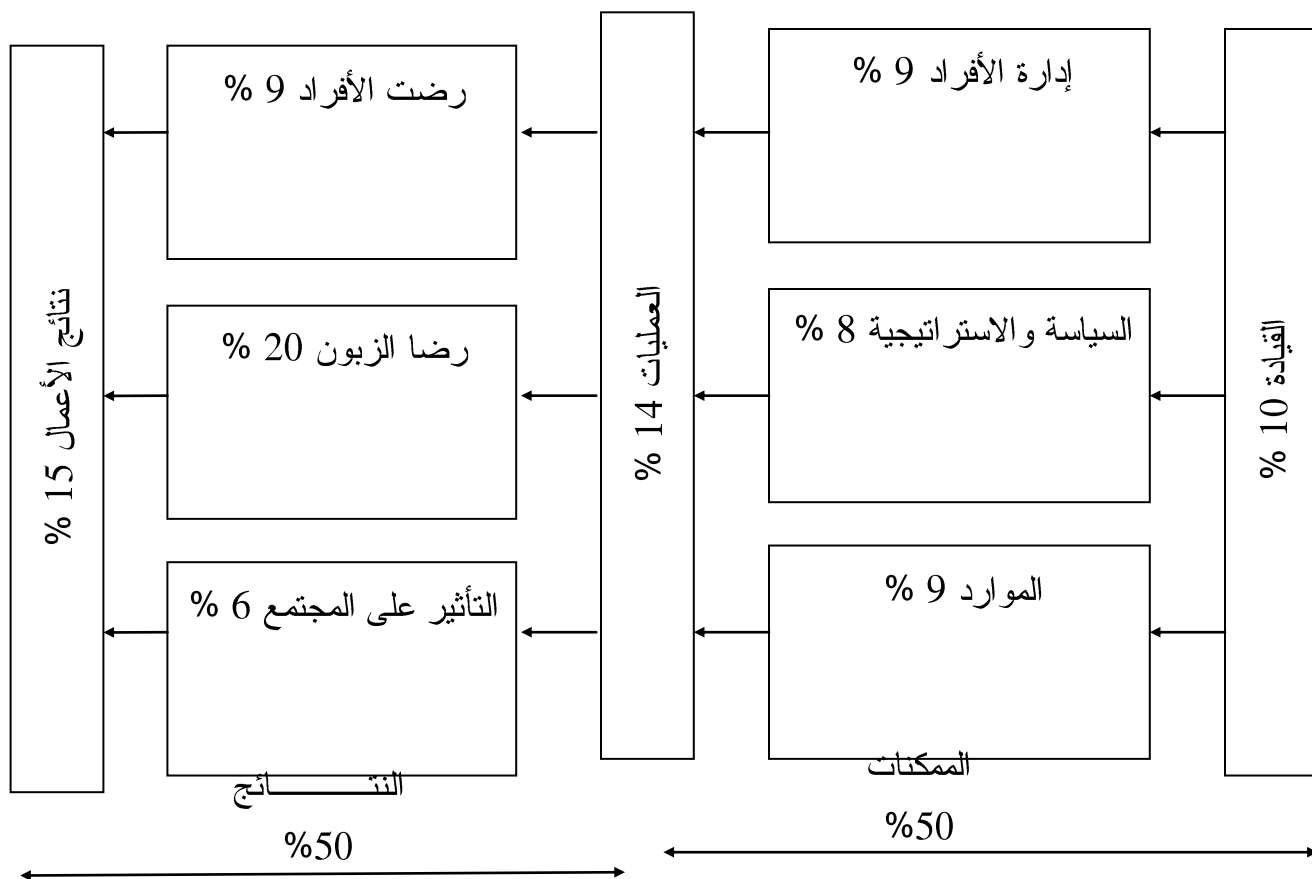 القيادة 10 %
إدارة الأفراد 9 %
السياسة والاستراتيجية 8 %
الموارد 9 %
العمليات 14 %
رضت الأفراد 9 %
رضا الزبون 20 %
التأثير على المجتمع 6 %
نتائج الأعمال 15 %
الممكنات
%50
النتـــــــــائج
%50